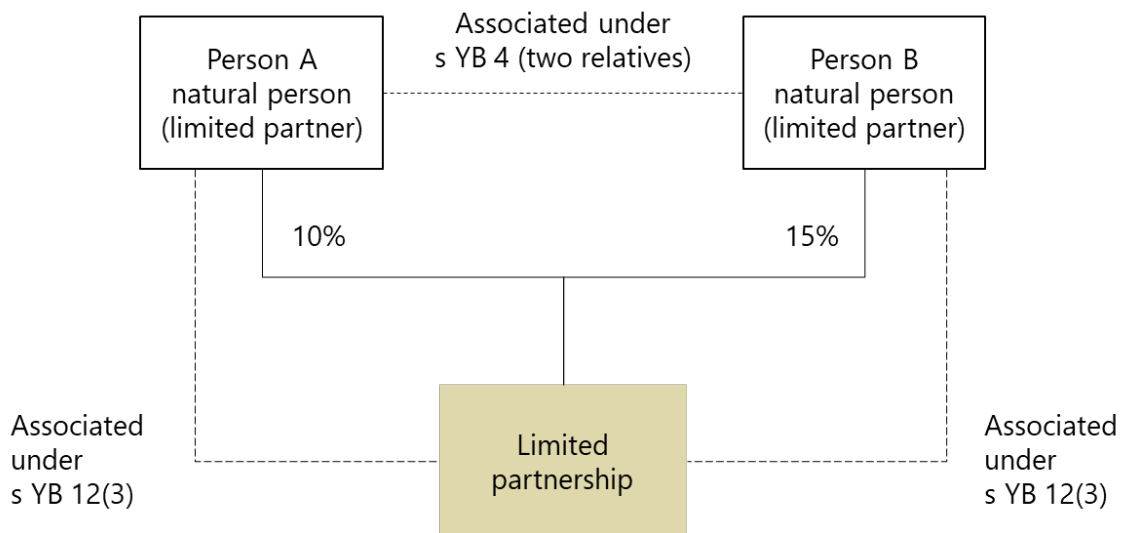 Associated under
s YB 4 (two relatives)
Person A
natural person
(limited partner)
Person B
natural person
(limited partner)
10%
15%
Associated
under
s YB 12(3)
Limited
partnership
Associated
under
s YB 12(3)